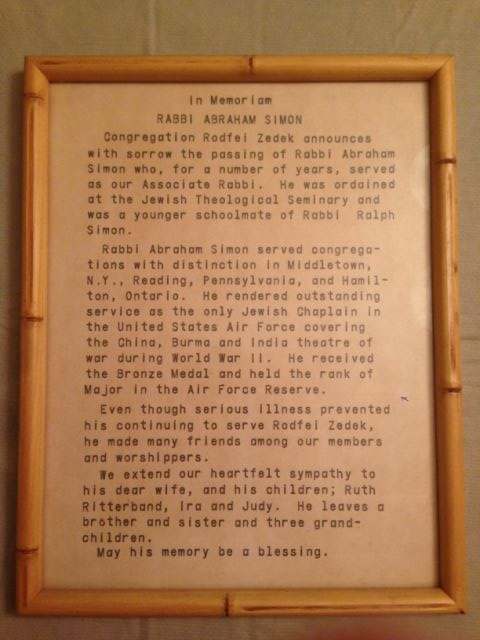 In Memoriam
RABBI ABRAHAM SIMON
Congregation Rodfei Zedek announces
with sorrow the passing of Rabbi Abraham
Simon who, for a number of years, served
as our Associate Rabbi. He was ordained
at the Jewish Theological Seminary and
was a younger schoolmate of Rabbi Ralph
Simon.
Rabbi Abraham Simon served congrega-
tions with distinction in Middletown,
N.Y., Reading, Pennsylvania, and Hamil-
ton, Ontario. He rendered outstanding
service as the only Jewish Chaplain in
the United States Air Force covering
the China, Burma and India theatre of
war during World War II. He received
the Bronze Medal and held the rank of
Major in the Air Force Reserve.
Even though serious illness prevented
his continuing to serve Rodfei Zedek,
he made many friends among our members
and worshippers.
We extend our heartfelt sympathy to
his dear wife, and his children; Ruth
Ritterband, Ira and Judy. He leaves a
brother and sister and three grand-
children.
May his memory be a blessing.